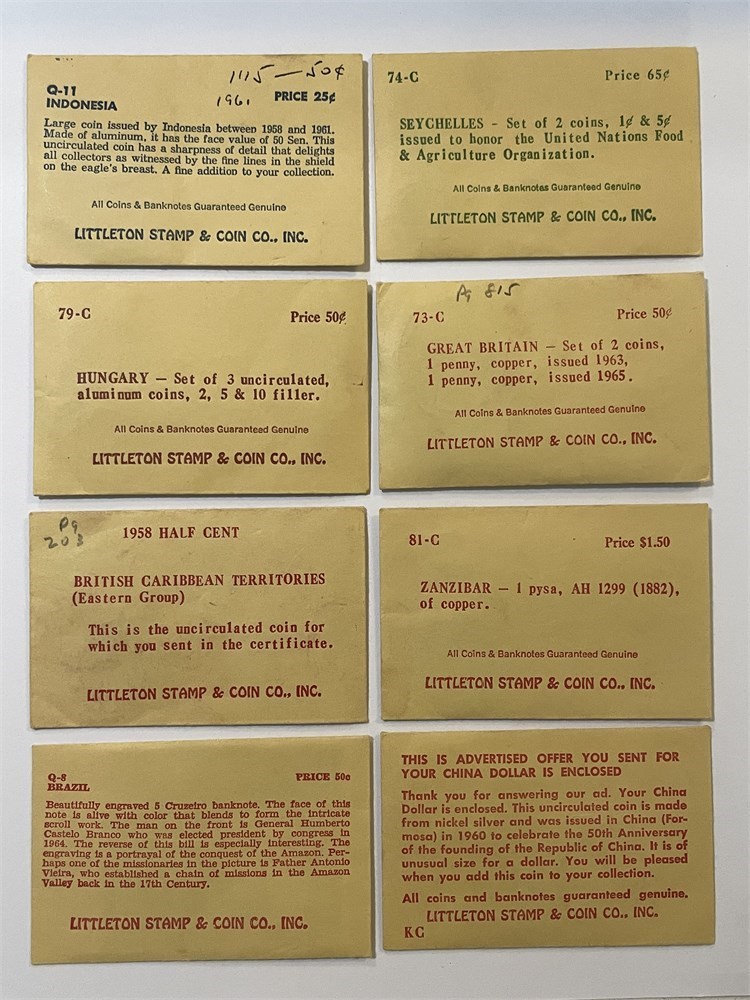 1115 — 50¢
1961
Q-11
INDONESIA
PRICE 25¢
Large coin issued by Indonesia between 1958 and 1961.
Made of aluminum, it has the face value of 50 Sen. This
uncirculated coin has a sharpness of detail that delights
all collectors as witnessed by the fine lines in the shield
on the eagle's breast. A fine addition to your collection.
All Coins & Banknotes Guaranteed Genuine
LITTLETON STAMP & COIN CO., INC.
74-C
Price 65¢
SEYCHELLES - Set of 2 coins, 1¢ & 5¢
issued to honor the United Nations Food
& Agriculture Organization.
All Coins & Banknotes Guaranteed Genuine
LITTLETON STAMP & COIN CO., INC.
79-C
Price 50¢
HUNGARY — Set of 3 uncirculated,
aluminum coins, 2, 5 & 10 filler.
All Coins & Banknotes Guaranteed Genuine
LITTLETON STAMP & COIN CO., INC.
Pg 815
73-C
Price 50¢
GREAT BRITAIN — Set of 2 coins,
1 penny, copper, issued 1963,
1 penny, copper, issued 1965.
All Coins & Banknotes Guaranteed Genuine
LITTLETON STAMP & COIN CO., INC.
Pg
203
1958 HALF CENT
BRITISH CARIBBEAN TERRITORIES
(Eastern Group)
This is the uncirculated coin for
which you sent in the certificate.
LITTLETON STAMP & COIN CO., INC.
81-C
Price $1.50
ZANZIBAR — 1 pysa, AH 1299 (1882),
of copper.
All Coins & Banknotes Guaranteed Genuine
LITTLETON STAMP & COIN CO., INC.
Q-8
BRAZIL
PRICE 50c
Beautifully engraved 5 Cruzeiro banknote. The face of this
note is alive with color that blends to form the intricate
scroll work. The man on the front is General Humberto
Castelo Branco who was elected president by congress in
1964. The reverse of this bill is especially interesting. The
engraving is a portrayal of the conquest of the Amazon. Per-
haps one of the missionaries in the picture is Father Antonio
Vieira, who established a chain of missions in the Amazon
Valley back in the 17th Century.
LITTLETON STAMP & COIN CO., INC.
THIS IS ADVERTISED OFFER YOU SENT FOR
YOUR CHINA DOLLAR IS ENCLOSED
Thank you for answering our ad. Your China
Dollar is enclosed. This uncirculated coin is made
from nickel silver and was issued in China (For-
mosa) in 1960 to celebrate the 50th Anniversary
of the founding of the Republic of China. It is of
unusual size for a dollar. You will be pleased
when you add this coin to your collection.
All coins and banknotes guaranteed genuine.
LITTLETON STAMP & COIN CO., INC.
KC